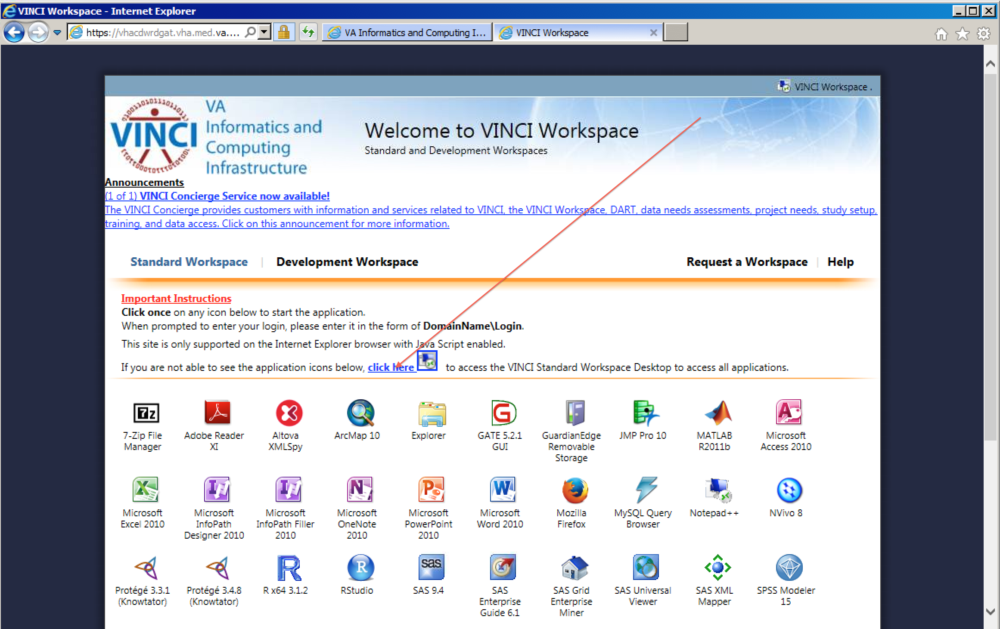 VINCI Workspace - Internet Explorer
https://vhacdwrdgat.vha.med.va....
VA Informatics and Computing I...
VINCI Workspace
VINCI Workspace .
VINCI
VA
Informatics and
Computing
Infrastructure
Welcome to VINCI Workspace
Standard and Development Workspaces
Announcements
(1 of 1) VINCI Concierge Service now available!
The VINCI Concierge provides customers with information and services related to VINCI, the VINCI Workspace, DART, data needs assessments, project needs, study setup,
training, and data access. Click on this announcement for more information.
Standard Workspace | Development Workspace
Request a Workspace | Help
Important Instructions
Click once on any icon below to start the application.
When prompted to enter your login, please enter it in the form of DomainName\Login.
This site is only supported on the Internet Explorer browser with Java Script enabled.
If you are not able to see the application icons below, click here to access the VINCI Standard Workspace Desktop to access all applications.
7-Zip File
Manager
Adobe Reader
XI
Altova
XMLSpy
ArcMap 10
Explorer
GATE 5.2.1
GUI
GuardianEdge
Removable
Storage
JMP Pro 10
MATLAB
R2011b
Microsoft
Access 2010
Microsoft
Excel 2010
Microsoft
InfoPath
Designer 2010
Microsoft
InfoPath Filler
2010
Microsoft
OneNote
2010
Microsoft
PowerPoint
2010
Microsoft
Word 2010
Mozilla
Firefox
MySQL Query
Browser
Notepad++
NVivo 8
Protégé 3.3.1
(Knowtator)
Protégé 3.4.8
(Knowtator)
R x64 3.1.2
RStudio
SAS 9.4
SAS
Enterprise
Guide 6.1
SAS Grid
Enterprise
Miner
SAS Universal
Viewer
SAS XML
Mapper
SPSS Modeler
15